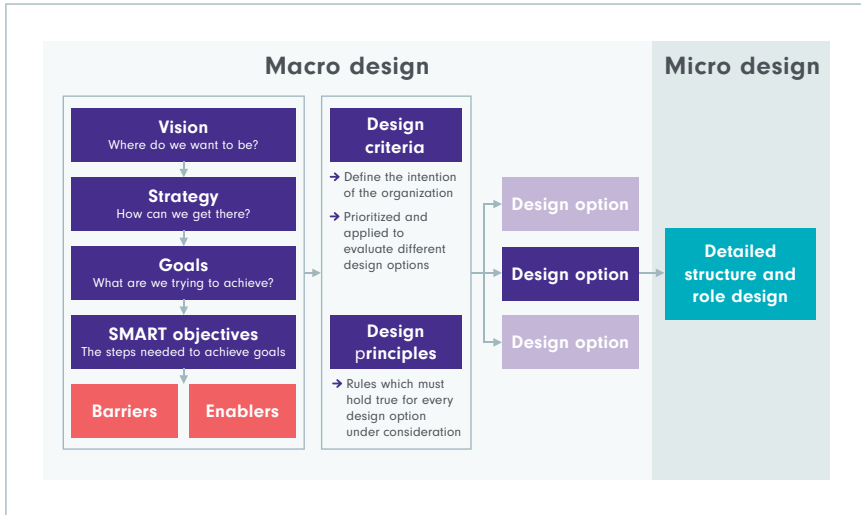 Macro design
Micro design
Vision
Where do we want to be?
Strategy
How can we get there?
Goals
What are we trying to achieve?
SMART objectives
The steps needed to achieve goals
Barriers
Enablers
Design
criteria
→ Define the intention
of the organization
→ Prioritized and
applied to
evaluate different
design options
Design
principles
→ Rules which must
hold true for every
design option
under consideration
Design option
Design option
Design option
Detailed
structure and
role design